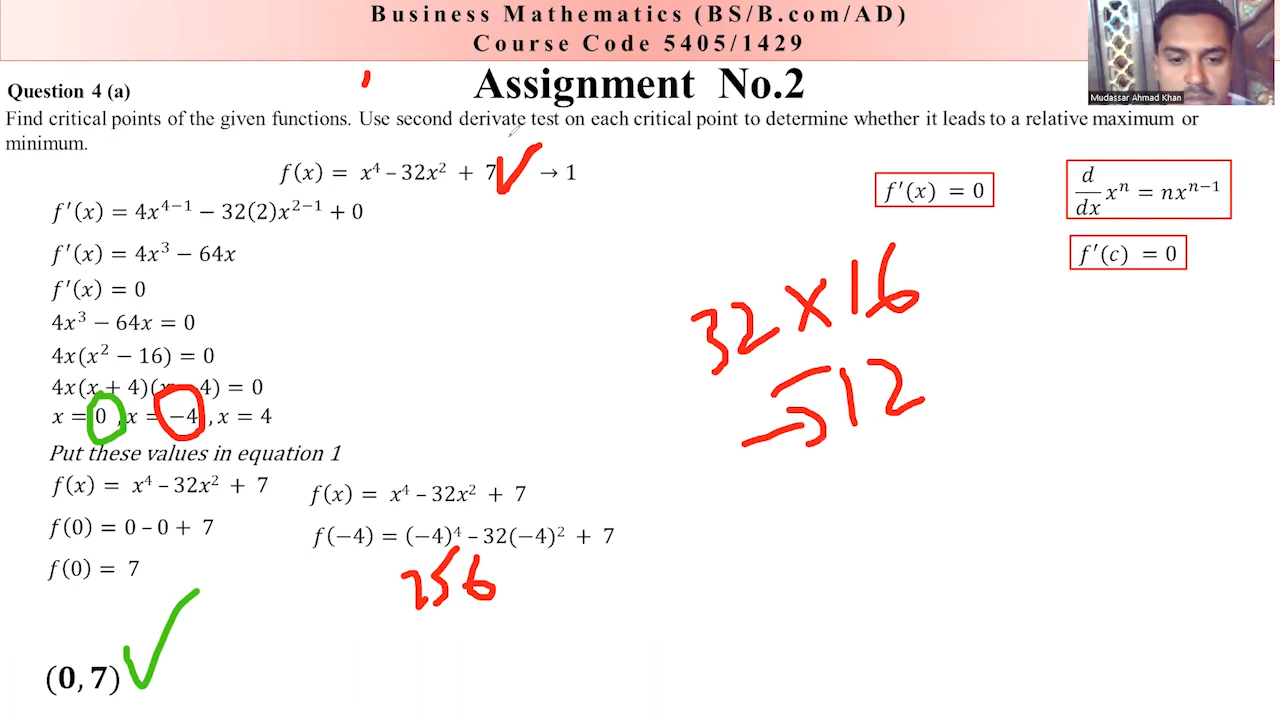 Business Mathematics (BS/B.com/AD)
Course Code 5405/1429
Mudassar Ahmad Khan
Question 4 (a)
Assignment No.2
Find critical points of the given functions. Use second derivate test on each critical point to determine whether it leads to a relative maximum or
minimum.
f(x) = x⁴ – 32x² + 7 → 1
f′(x) = 0
d/dx xⁿ = nxⁿ⁻¹
f′(c) = 0
f′(x) = 4x⁴⁻¹ − 32(2)x²⁻¹ + 0
f′(x) = 4x³ − 64x
f′(x) = 0
4x³ − 64x = 0
4x(x² − 16) = 0
4x(x + 4)(x − 4) = 0
x = 0 , x = −4 , x = 4
32 × 16
512
Put these values in equation 1
f(x) = x⁴ – 32x² + 7
f(0) = 0 – 0 + 7
f(0) = 7
(0, 7)
f(x) = x⁴ – 32x² + 7
f(−4) = (−4)⁴ – 32(−4)² + 7
256